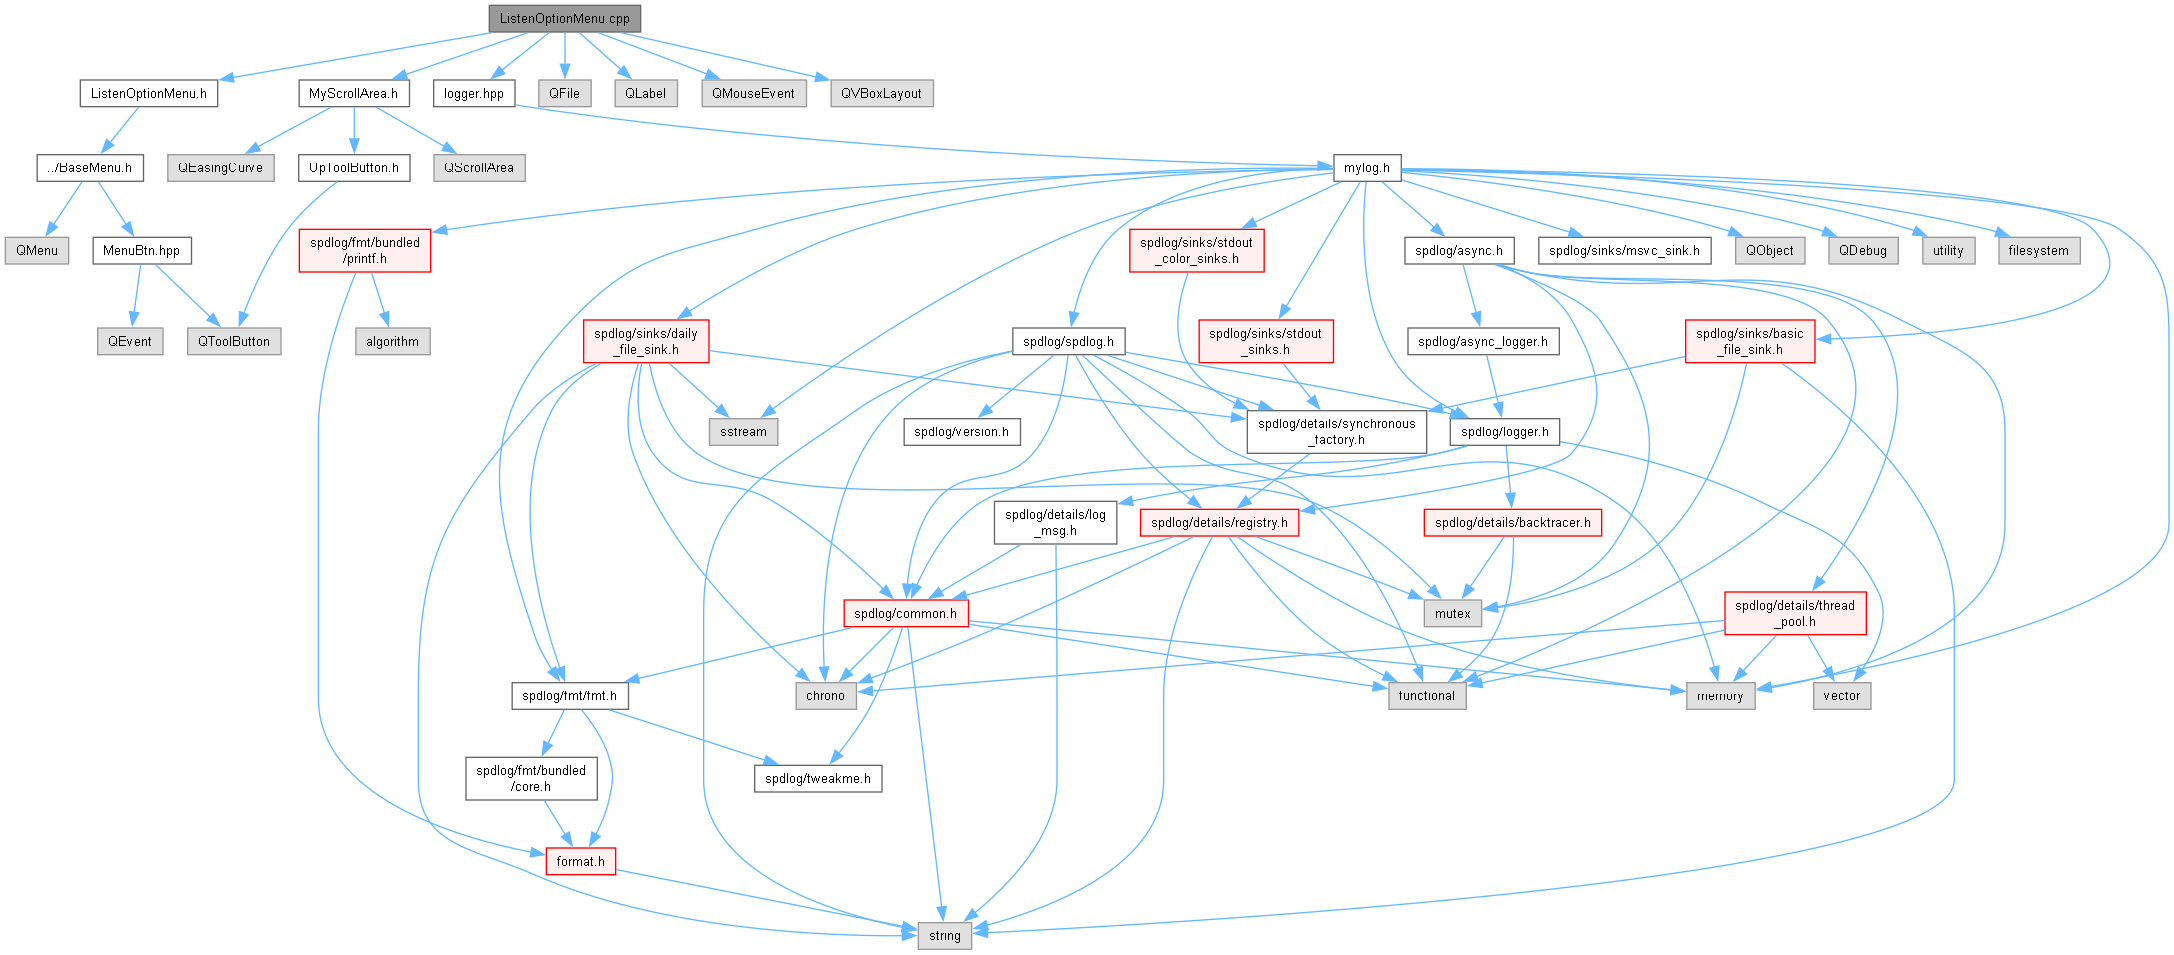 ListenOptionMenu.cpp
ListenOptionMenu.h
MyScrollArea.h
logger.hpp
QFile
QLabel
QMouseEvent
QVBoxLayout
../BaseMenu.h
QEasingCurve
UpToolButton.h
QScrollArea
mylog.h
QMenu
MenuBtn.hpp
spdlog/fmt/bundled
/printf.h
spdlog/sinks/stdout
_color_sinks.h
spdlog/async.h
spdlog/sinks/msvc_sink.h
QObject
QDebug
utility
filesystem
QEvent
QToolButton
algorithm
spdlog/sinks/daily
_file_sink.h
spdlog/spdlog.h
spdlog/sinks/stdout
_sinks.h
spdlog/async_logger.h
spdlog/sinks/basic
_file_sink.h
sstream
spdlog/version.h
spdlog/details/synchronous
_factory.h
spdlog/logger.h
spdlog/details/log
_msg.h
spdlog/details/registry.h
spdlog/details/backtracer.h
spdlog/common.h
mutex
spdlog/details/thread
_pool.h
spdlog/fmt/fmt.h
chrono
functional
memory
vector
spdlog/fmt/bundled
/core.h
spdlog/tweakme.h
format.h
string